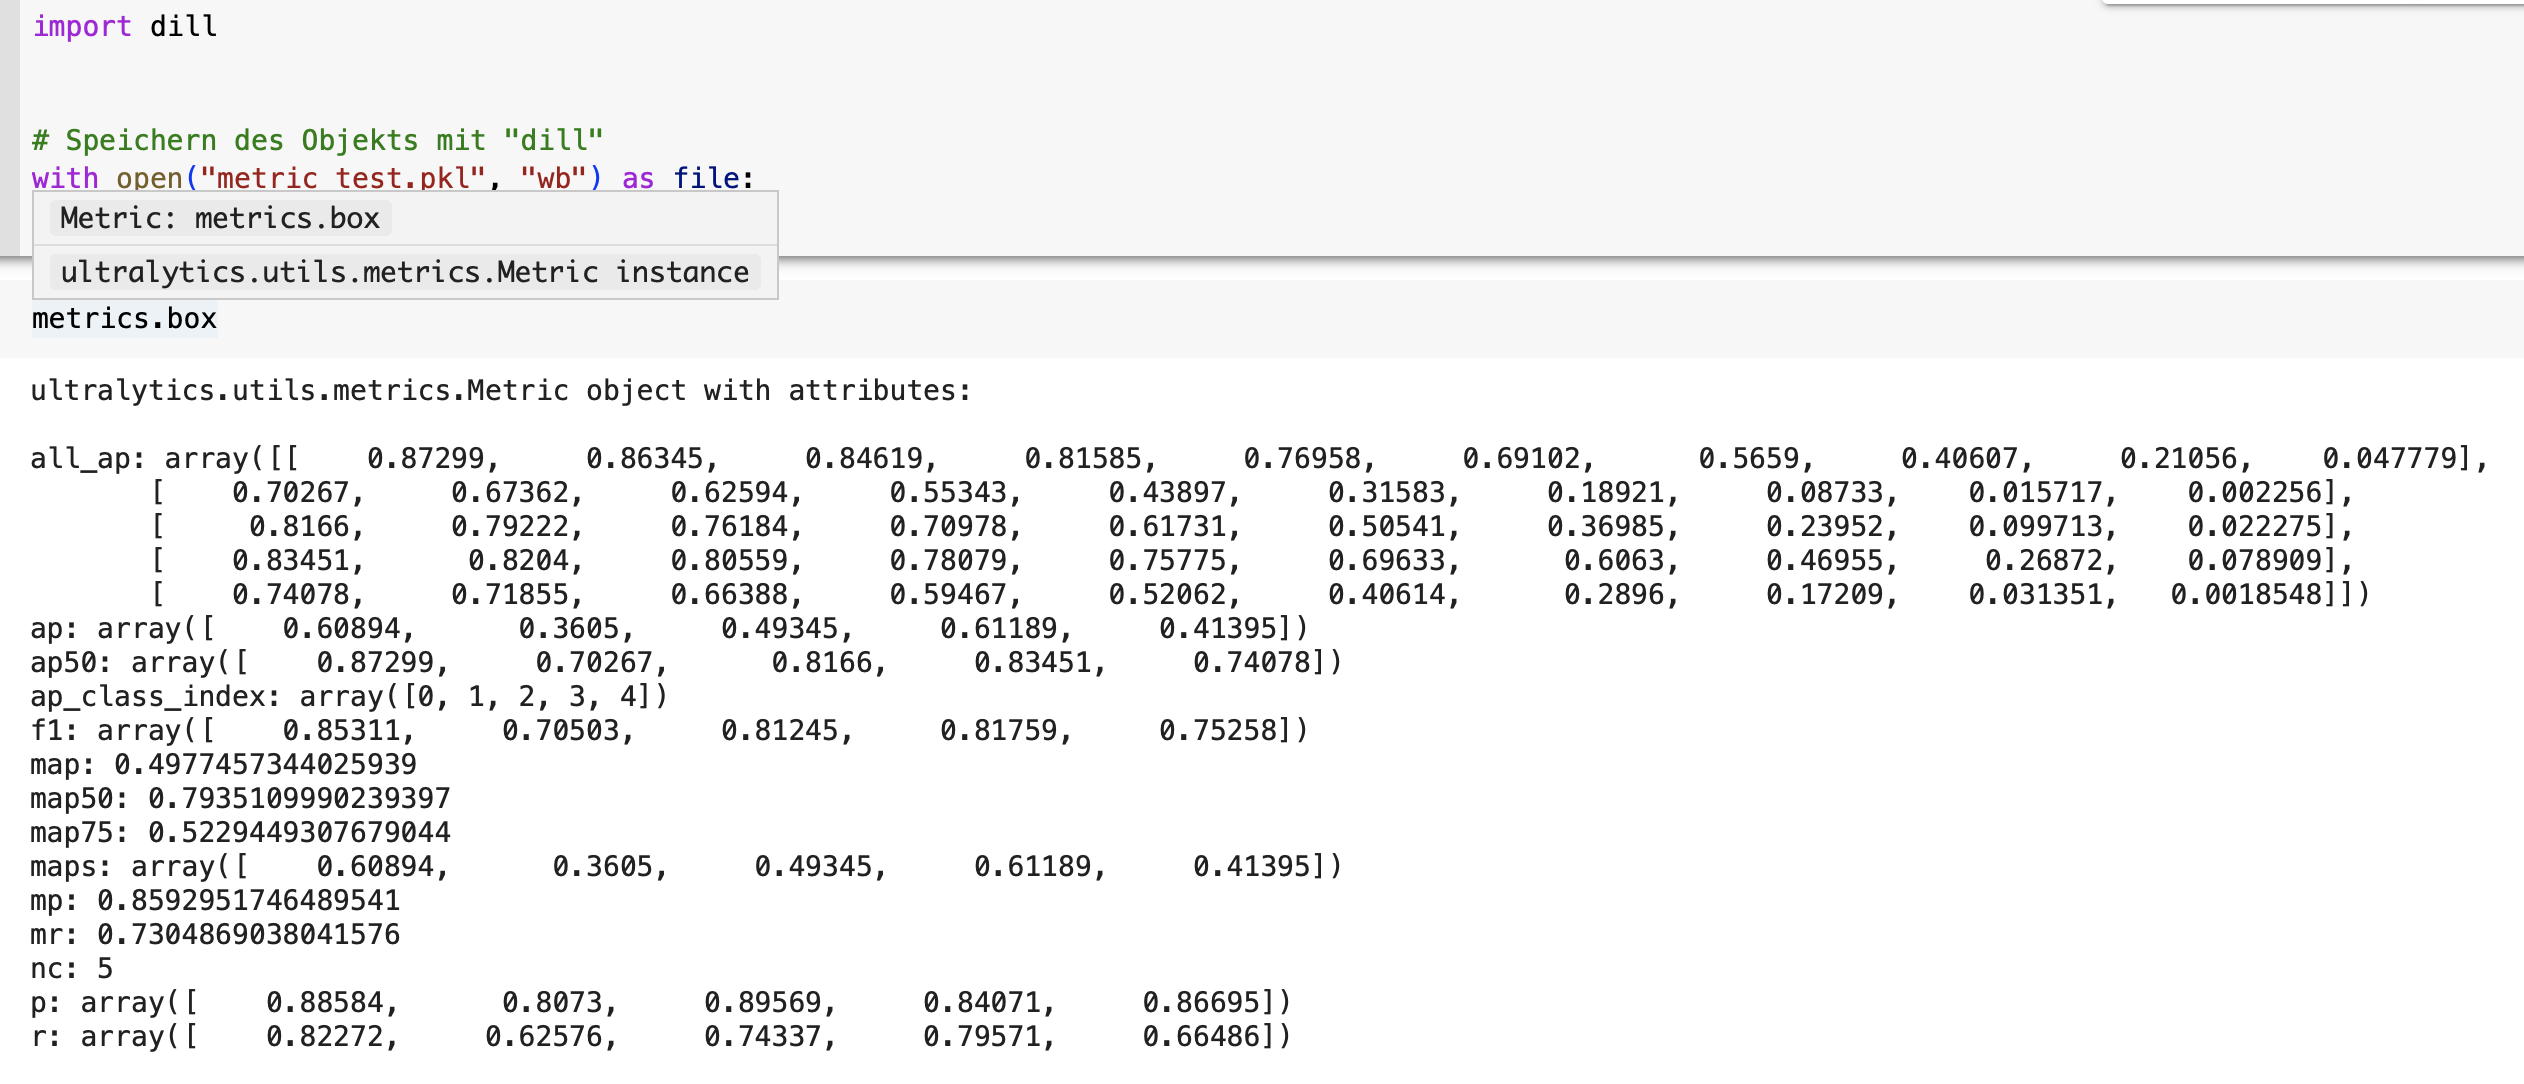 import dill
# Speichern des Objekts mit "dill"
with open("metric_test.pkl", "wb") as file:
Metric: metrics.box
ultralytics.utils.metrics.Metric instance
metrics.box
ultralytics.utils.metrics.Metric object with attributes:
all_ap: array([[    0.87299,     0.86345,     0.84619,     0.81585,     0.76958,     0.69102,      0.5659,     0.40607,     0.21056,    0.047779],
[    0.70267,     0.67362,     0.62594,     0.55343,     0.43897,     0.31583,     0.18921,     0.08733,    0.015717,    0.002256],
[     0.8166,     0.79222,     0.76184,     0.70978,     0.61731,     0.50541,     0.36985,     0.23952,    0.099713,    0.022275],
[    0.83451,      0.8204,     0.80559,     0.78079,     0.75775,     0.69633,      0.6063,     0.46955,     0.26872,    0.078909],
[    0.74078,     0.71855,     0.66388,     0.59467,     0.52062,     0.40614,      0.2896,     0.17209,    0.031351,   0.0018548]])
ap: array([    0.60894,      0.3605,     0.49345,     0.61189,     0.41395])
ap50: array([    0.87299,     0.70267,      0.8166,     0.83451,     0.74078])
ap_class_index: array([0, 1, 2, 3, 4])
f1: array([    0.85311,     0.70503,     0.81245,     0.81759,     0.75258])
map: 0.4977457344025939
map50: 0.7935109990239397
map75: 0.5229449307679044
maps: array([    0.60894,      0.3605,     0.49345,     0.61189,     0.41395])
mp: 0.8592951746489541
mr: 0.7304869038041576
nc: 5
p: array([    0.88584,      0.8073,     0.89569,     0.84071,     0.86695])
r: array([    0.82272,     0.62576,     0.74337,     0.79571,     0.66486])